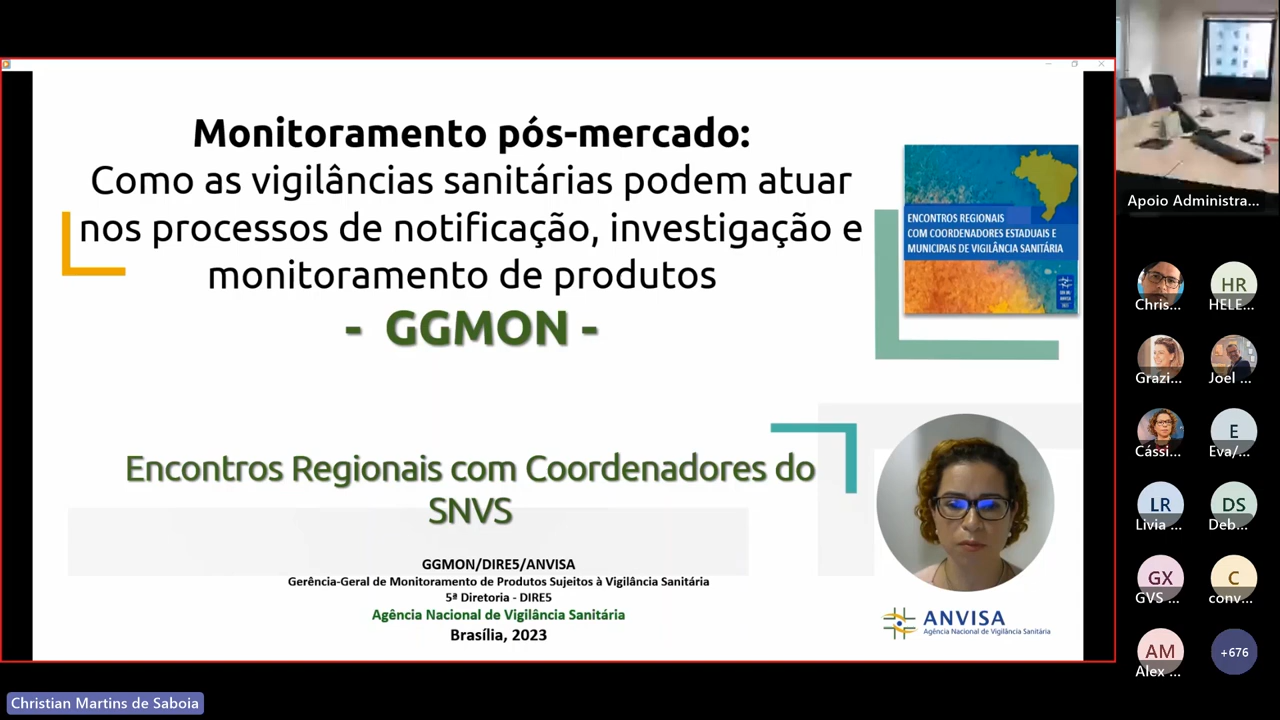 Monitoramento pós-mercado:
Como as vigilâncias sanitárias podem atuar
nos processos de notificação, investigação e
monitoramento de produtos
- GGMON -
ENCONTROS REGIONAIS
COM COORDENADORES ESTADUAIS E
MUNICIPAIS DE VIGILÂNCIA SANITÁRIA
Encontros Regionais com Coordenadores do
SNVS
GGMON/DIRE5/ANVISA
Gerência-Geral de Monitoramento de Produtos Sujeitos à Vigilância Sanitária
5ª Diretoria - DIRE5
Agência Nacional de Vigilância Sanitária
Brasília, 2023
ANVISA
Agência Nacional de Vigilância Sanitária
Christian Martins de Saboia
Apoio Administra...
Chris...
HR
HELE...
Grazi...
Joel ...
Cássi...
E
Eva/...
LR
Livia ...
DS
Deb...
GX
GVS ...
C
conv...
AM
Alex ...
+676